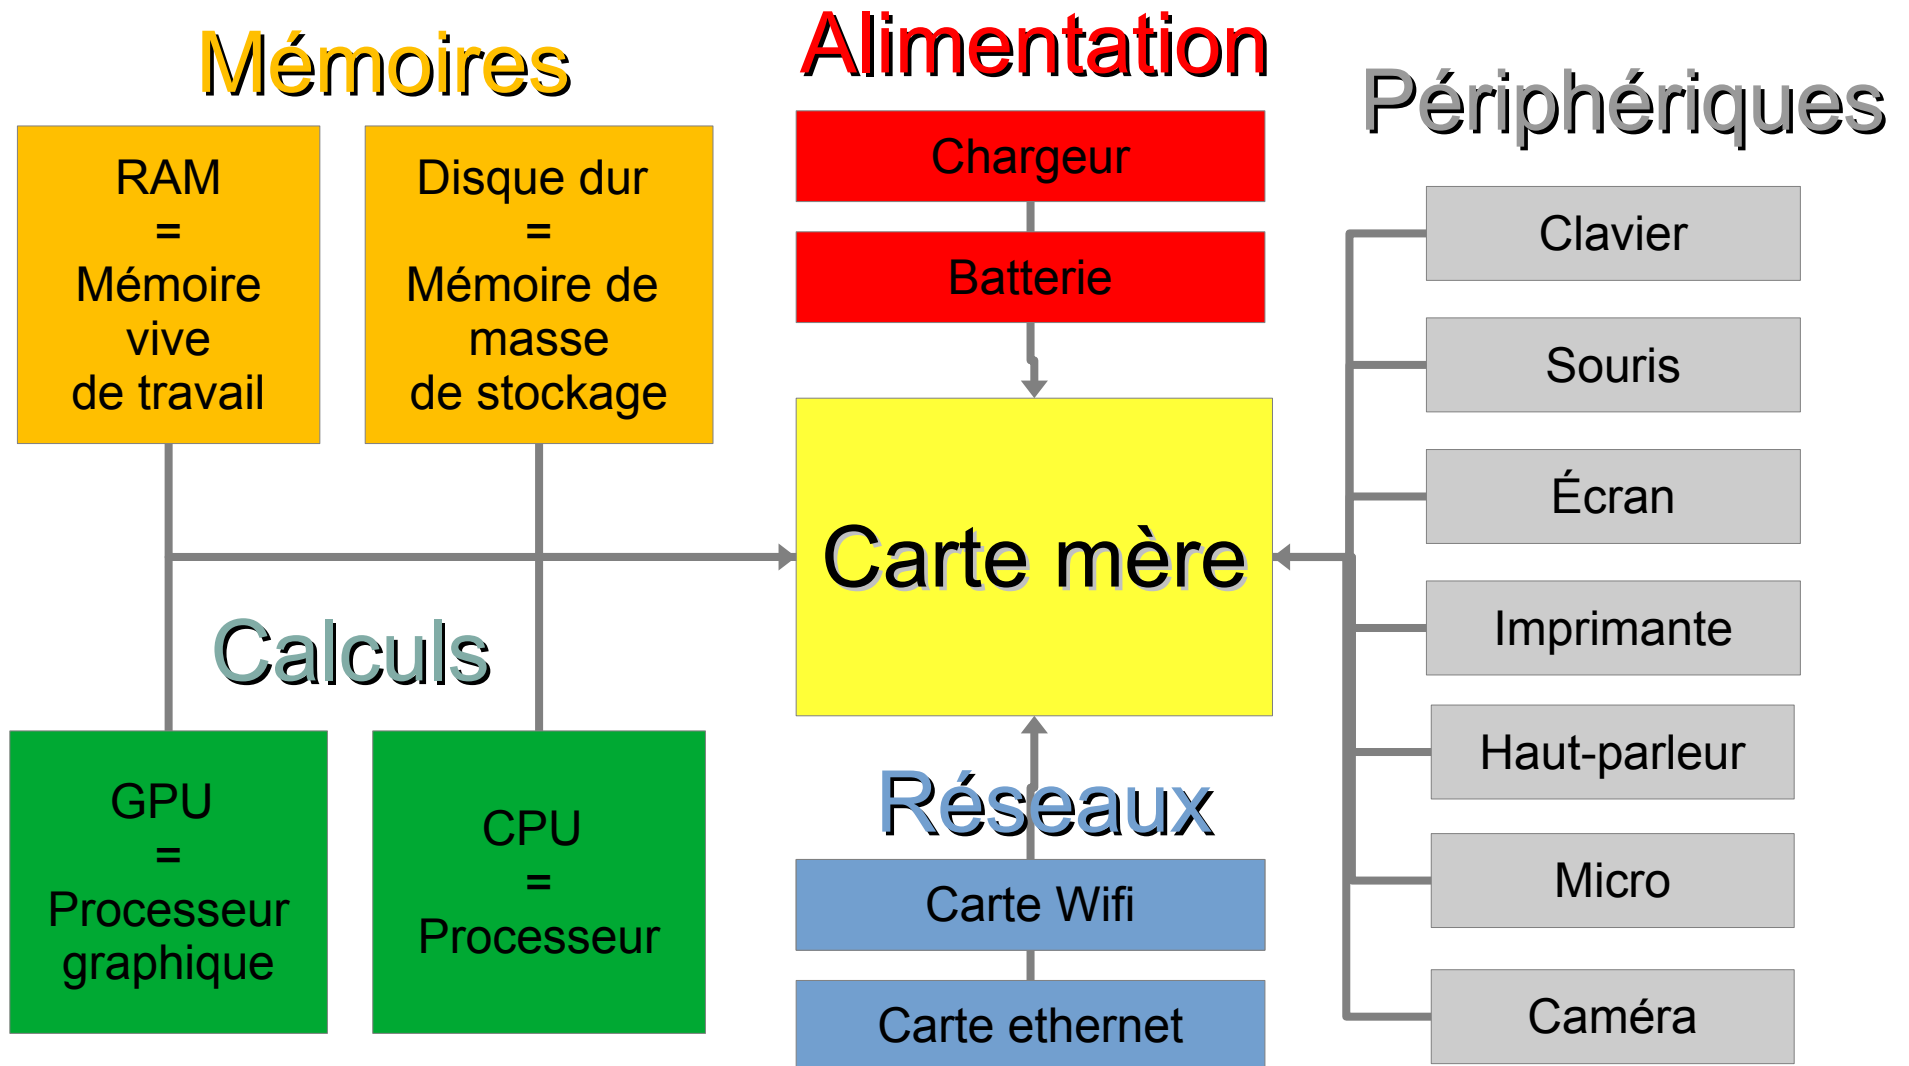 Mémoires
RAM
=
Mémoire
vive
de travail
Disque dur
=
Mémoire de
masse
de stockage
Calculs
GPU
=
Processeur
graphique
CPU
=
Processeur
Alimentation
Chargeur
Batterie
Carte mère
Réseaux
Carte Wifi
Carte ethernet
Périphériques
Clavier
Souris
Écran
Imprimante
Haut-parleur
Micro
Caméra